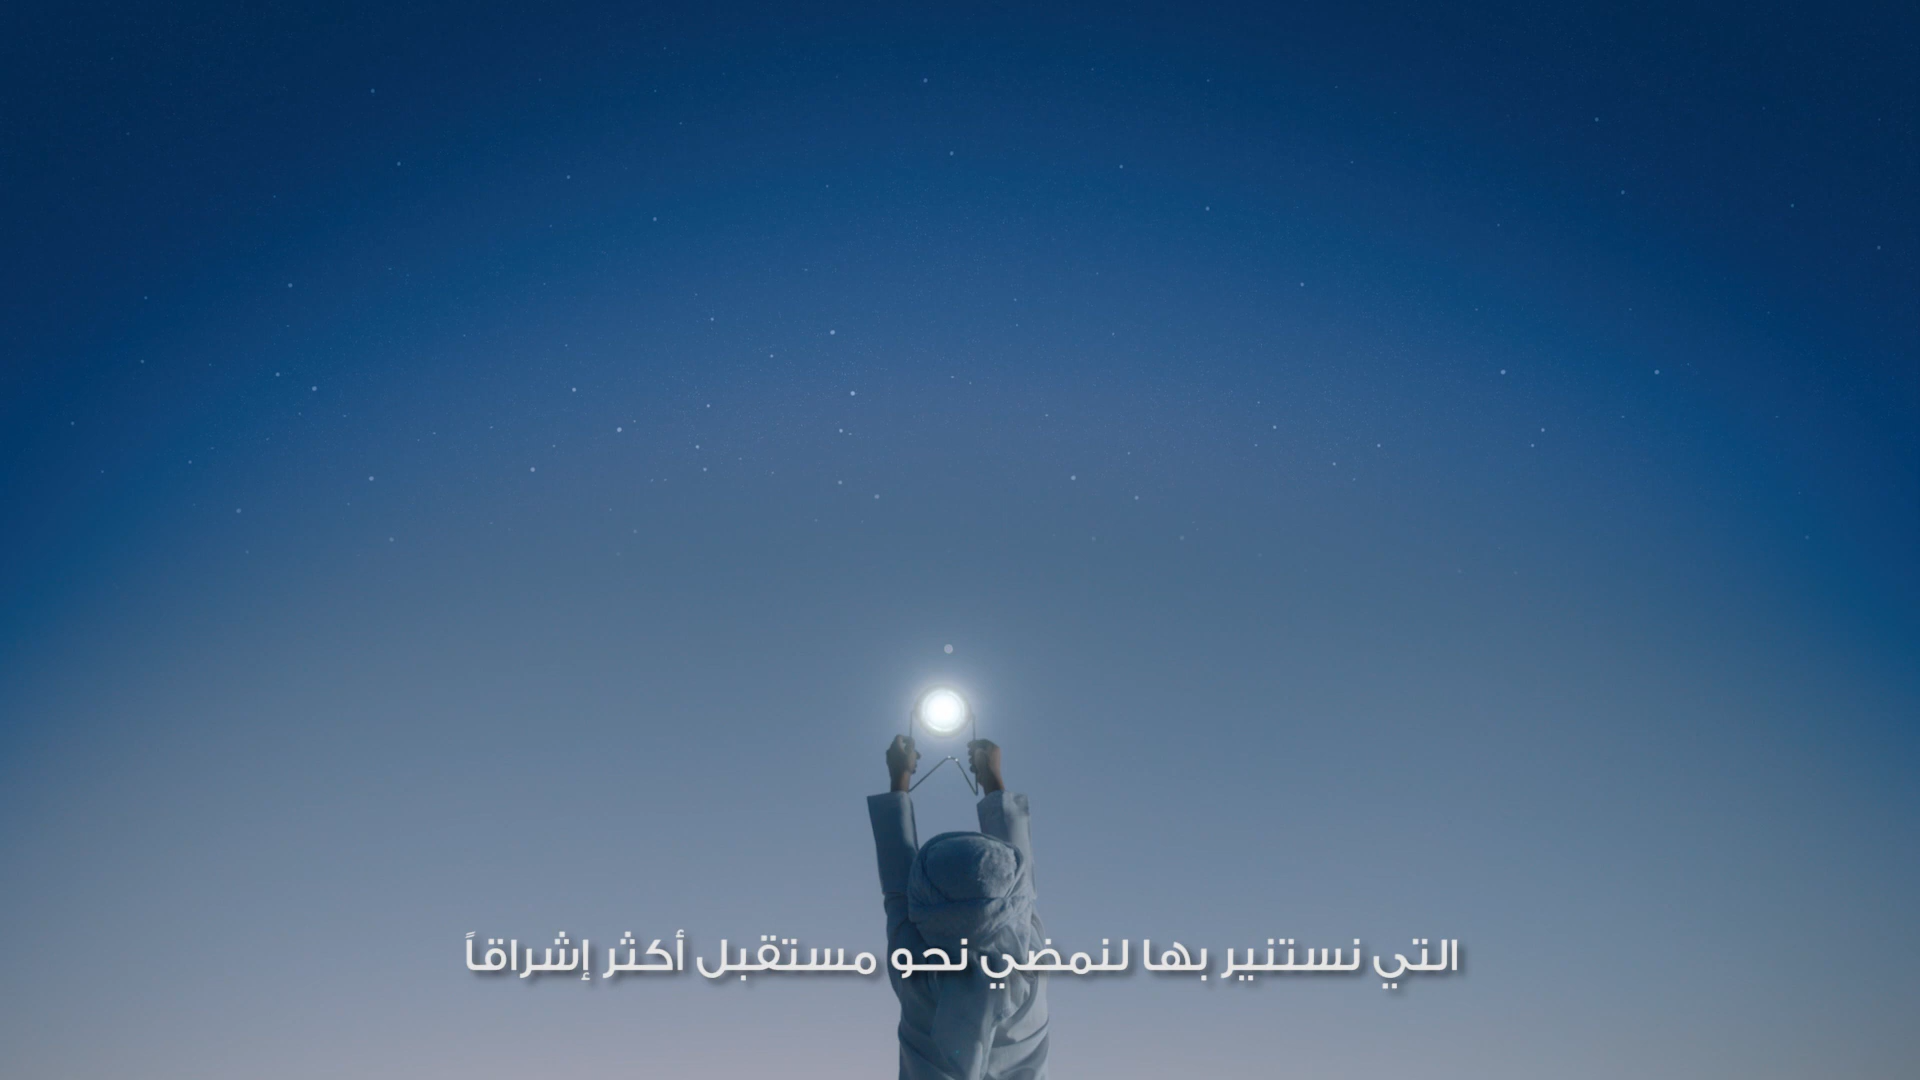 التي نستنير بها لنمضي نحو مستقبل أكثر إشراقاً